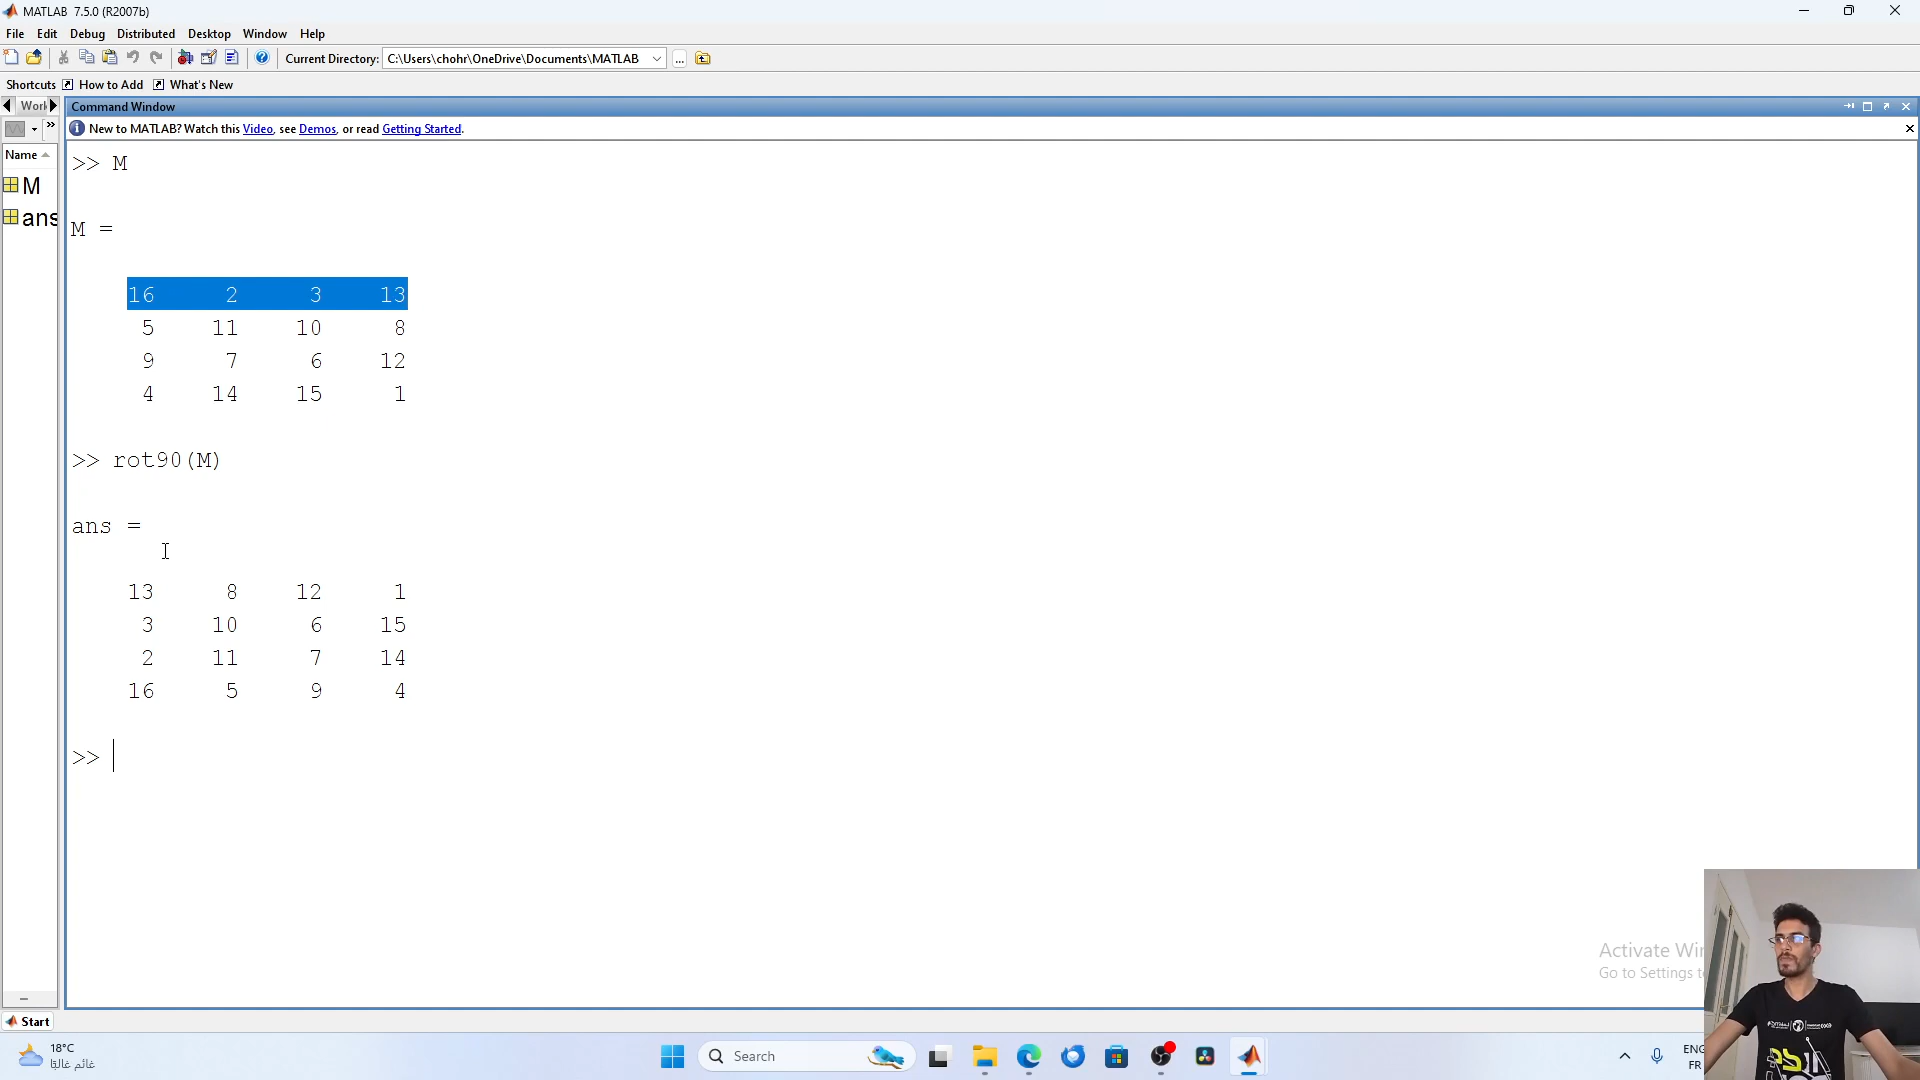 MATLAB 7.5.0 (R2007b)
File Edit Debug Distributed Desktop Window Help
Current Directory: C:\Users\chohr\OneDrive\Documents\MATLAB ...
Shortcuts How to Add What's New
Work
Command Window
New to MATLAB? Watch this Video, see Demos, or read Getting Started.
Name
M
ans
>> M
M =
16 2 3 13
5 11 10 8
9 7 6 12
4 14 15 1
>> rot90(M)
ans =
13 8 12 1
3 10 6 15
2 11 7 14
16 5 9 4
>>
Activate Wi
Go to Settings t
Start
18°C
غائم غالبًا
Search
ENG
FR